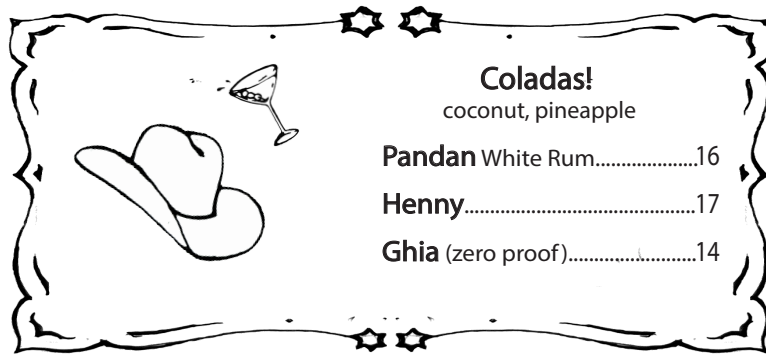 Coladas!
coconut, pineapple
Pandan White Rum....................16
Henny.............................................17
Ghia (zero proof).........................14